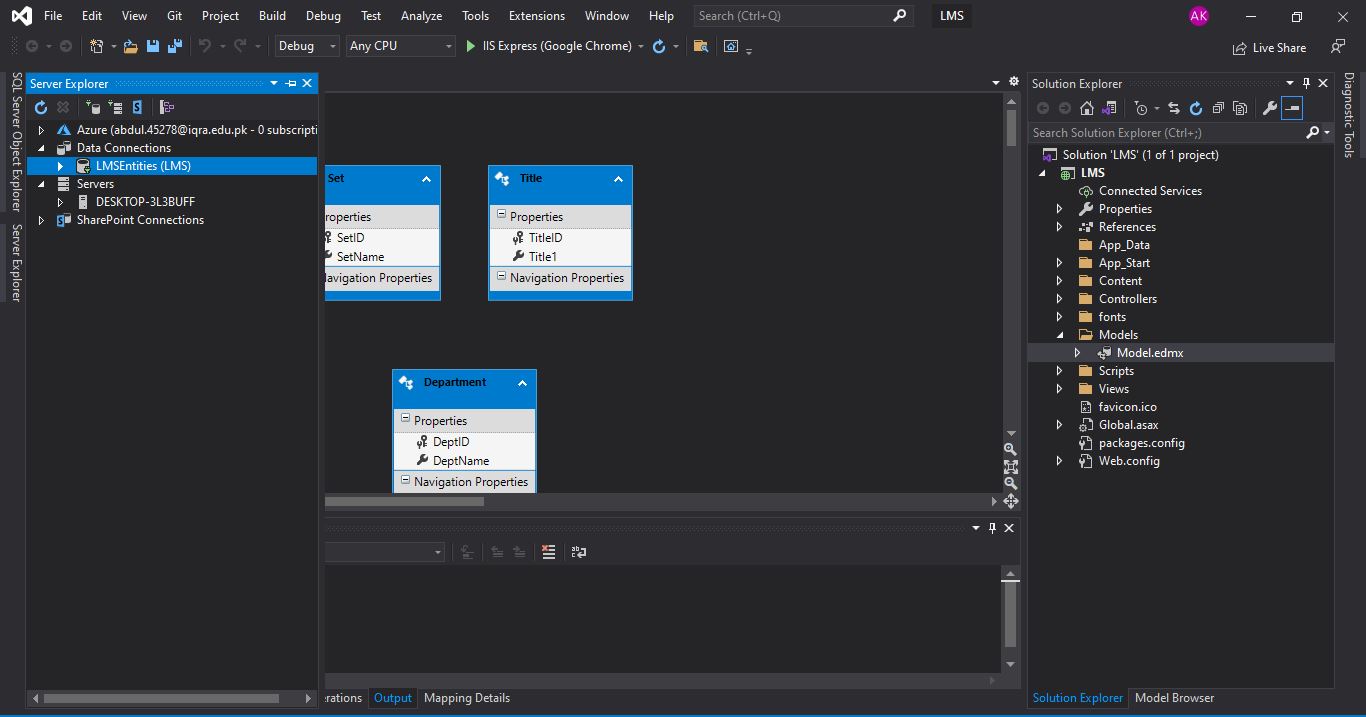 File Edit View Git Project Build Debug Test Analyze Tools Extensions Window Help Search (Ctrl+Q) LMS AK
Debug Any CPU IIS Express (Google Chrome) Live Share
SQL Server Object Explorer
Server Explorer
Server Explorer
Azure (abdul.45278@iqra.edu.pk - 0 subscripti
Data Connections
LMSEntities (LMS)
Servers
DESKTOP-3L3BUFF
SharePoint Connections
Set
roperties
SetID
SetName
Navigation Properties
Title
Properties
TitleID
Title1
Navigation Properties
Department
Properties
DeptID
DeptName
Navigation Properties
erations Output Mapping Details
Solution Explorer
Search Solution Explorer (Ctrl+;)
Solution 'LMS' (1 of 1 project)
LMS
Connected Services
Properties
References
App_Data
App_Start
Content
Controllers
fonts
Models
Model.edmx
Scripts
Views
favicon.ico
Global.asax
packages.config
Web.config
Solution Explorer Model Browser
Diagnostic Tools